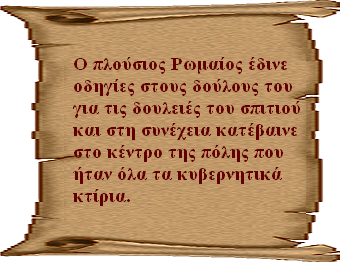 Ο πλούσιος Ρωμαίος έδινε
οδηγίες στους δούλους του
για τις δουλειές του σπιτιού
και στη συνέχεια κατέβαινε
στο κέντρο της πόλης που
ήταν όλα τα κυβερνητικά
κτίρια.